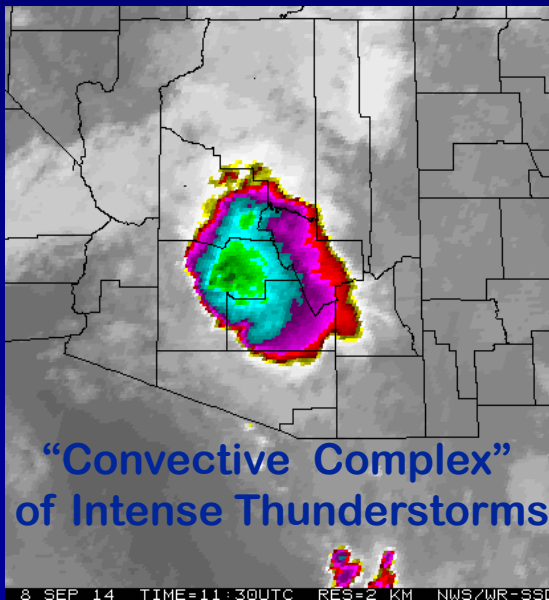 “Convective Complex”
of Intense Thunderstorms
8 SEP 14 TIME=11:30UTC RES=2 KM NWS/WR-SSD